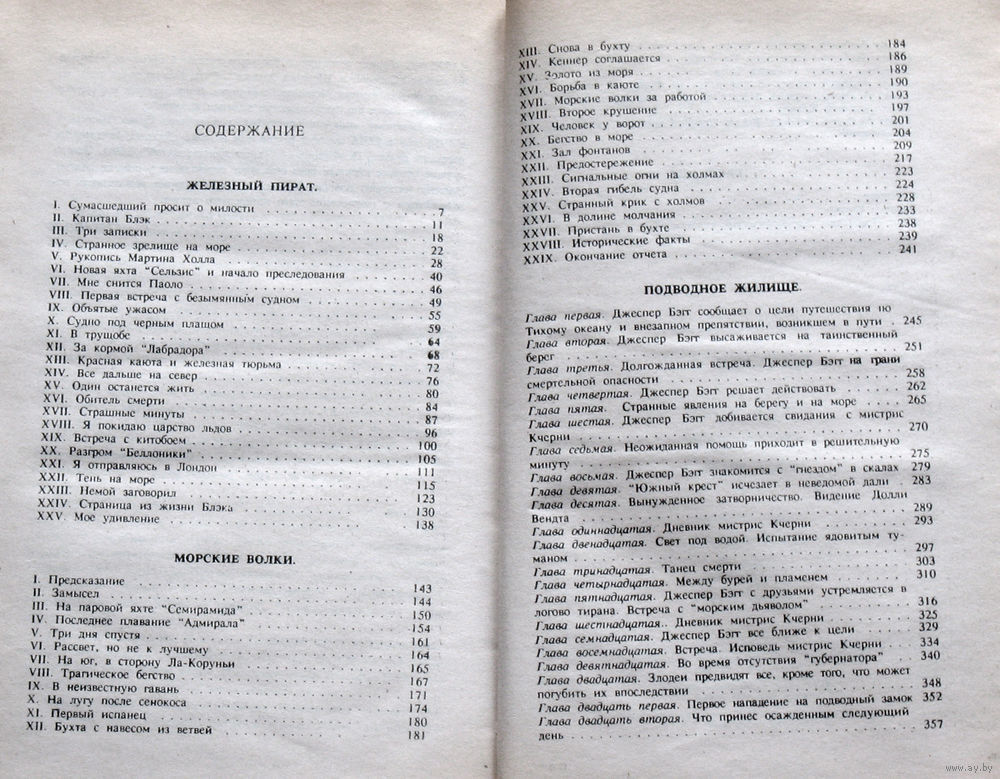 СОДЕРЖАНИЕ
ЖЕЛЕЗНЫЙ ПИРАТ.
I. Сумасшедший просит о милости 7
II. Капитан Блэк 11
III. Три записки 18
IV. Странное зрелище на море 22
V. Рукопись Мартина Холла 28
VI. Новая яхта "Сельзис" и начало преследования 40
VII. Мне снится Паоло 46
VIII. Первая встреча с безымянным судном 49
IX. Объятые ужасом 55
X. Судно под черным плащом 59
XI. В трущобе 64
XII. За кормой "Лабрадора" 68
XIII. Красная каюта и железная тюрьма 72
XIV. Все дальше на север 76
XV. Один останется жить 80
XVI. Обитель смерти 84
XVII. Страшные минуты 87
XVIII. Я покидаю царство льдов 96
XIX. Встреча с китобоем 100
XX. Разгром "Беллоники" 105
XXI. Я отправляюсь в Лондон 111
XXII. Тень на море 115
XXIII. Немой заговорил 123
XXIV. Страница из жизни Блэка 130
XXV. Мое удивление 138
МОРСКИЕ ВОЛКИ.
I. Предсказание 143
II. Замысел 144
III. На паровой яхте "Семирамида" 150
IV. Последнее плавание "Адмирала" 154
V. Три дня спустя 161
VI. Рассвет, но не к лучшему 164
VII. На юг, в сторону Ла-Коруньи 165
VIII. Трагическое бегство 167
IX. В неизвестную гавань 171
X. На лугу после сенокоса 174
XI. Первый испанец 180
XII. Бухта с навесом из ветвей 181
XIII. Снова в бухту 184
XIV. Кеннер соглашается 186
XV. Золото из моря 189
XVI. Борьба в каюте 190
XVII. Морские волки за работой 193
XVIII. Второе крушение 197
XIX. Человек у ворот 201
XX. Бегство в море 204
XXI. Зал фонтанов 209
XXII. Предостережение 217
XXIII. Сигнальные огни на холмах 223
XXIV. Вторая гибель судна 224
XXV. Странный крик с холмов 228
XXVI. В долине молчания 233
XXVII. Пристань в бухте 238
XXVIII. Исторические факты 239
XXIX. Окончание отчета 241
ПОДВОДНОЕ ЖИЛИЩЕ.
Глава первая. Джеспер Бэгг сообщает о цели путешествия по
Тихому океану и внезапном препятствии, возникшем в пути 245
Глава вторая. Джеспер Бэгг высаживается на таинственный
берег 251
Глава третья. Долгожданная встреча. Джеспер Бэгг на грани
смертельной опасности 258
Глава четвертая. Джеспер Бэгг решает действовать 262
Глава пятая. Странные явления на берегу и на море 265
Глава шестая. Джеспер Бэгг добивается свидания с мистрис
Кчерни 270
Глава седьмая. Неожиданная помощь приходит в решительную
минуту 275
Глава восьмая. Джеспер Бэгг знакомится с "гнездом" в скалах 279
Глава девятая. "Южный крест" исчезлет в неведомой дали 283
Глава десятая. Вынужденное затворничество. Видение Долли
Вендта 289
Глава одиннадцатая. Дневник мистрис Кчерни 293
Глава двенадцатая. Свет под водой. Испытание ядовитым ту-
маном 297
Глава тринадцатая. Танец смерти 303
Глава четырнадцатая. Между бурей и пламенем 310
Глава пятнадцатая. Джеспер Бэгг с друзьями устремляется в
логово тирана. Встреча с "морским дьяволом" 316
Глава шестнадцатая.. Дневник мистрис Кчерни 325
Глава семнадцатая. Джеспер Бэгг все ближе к цели 329
Глава восемнадцатая. Встреча. Исповедь мистрис Кчерни 334
Глава девятнадцатая. Во время отсутствия "губернатора" 340
Глава двадцатая. Злодеи предвидят все, кроме того, что может
погубить их впоследствии 348
Глава двадцать первая. Первое нападение на подводный замок 352
Глава двадцать вторая. Что принес осажденным следующий
день 357
www.ay.by